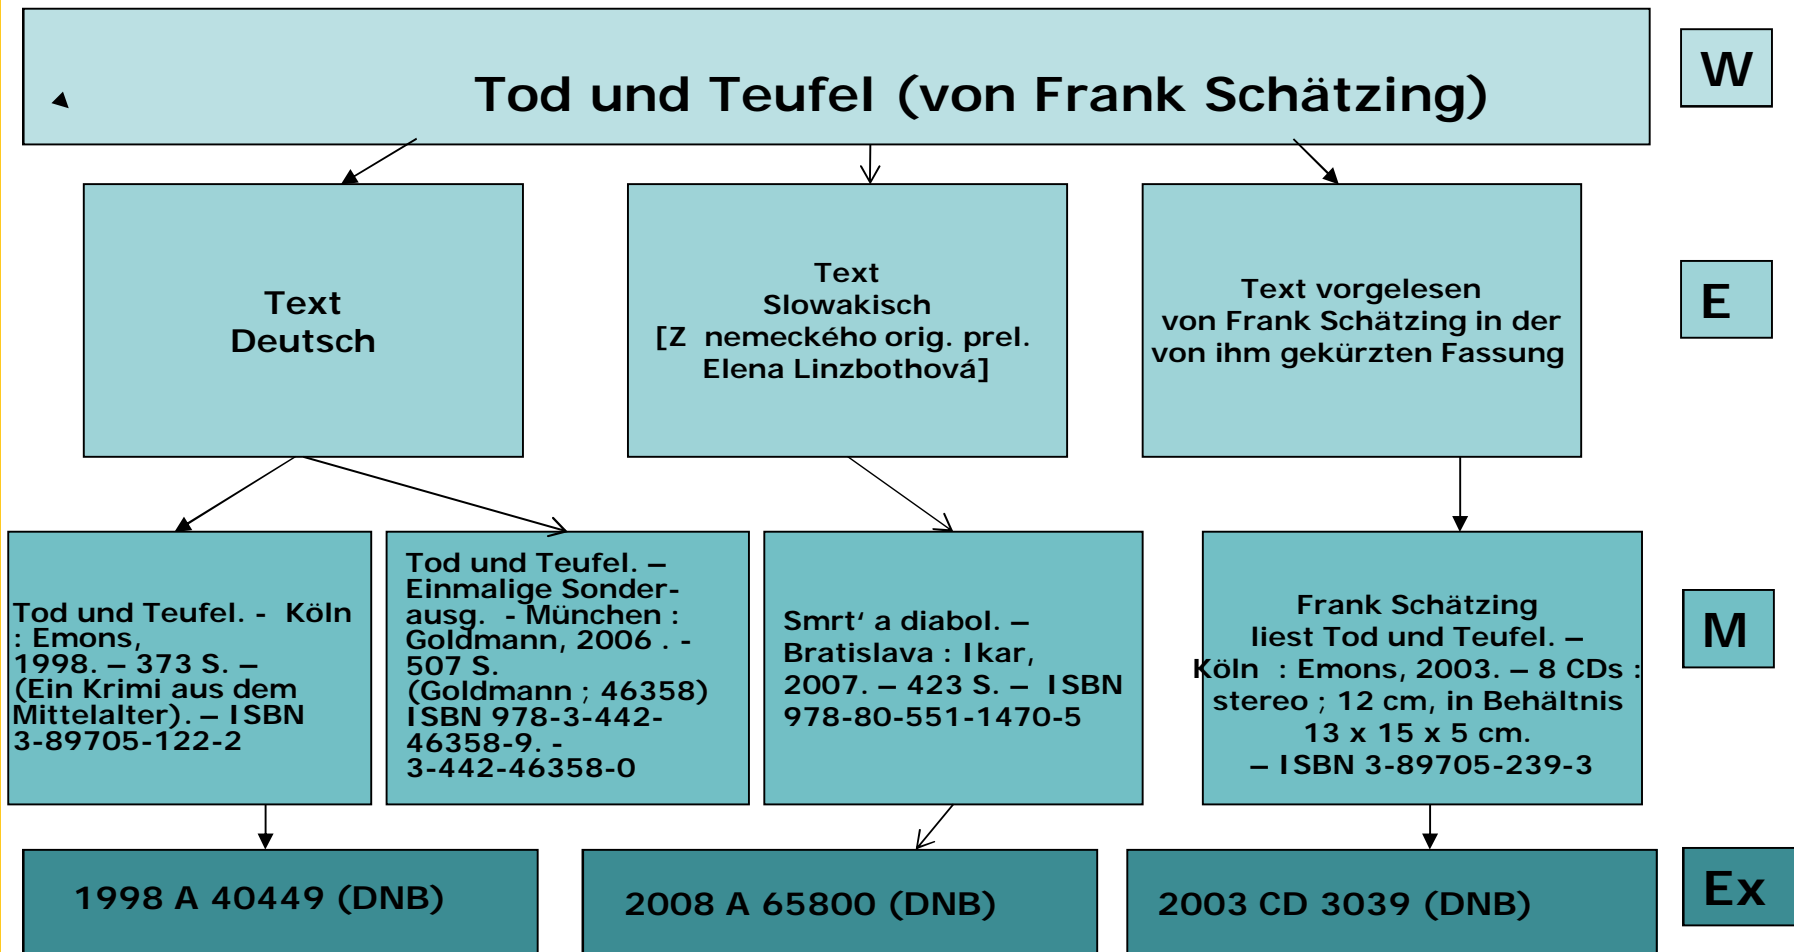 Tod und Teufel (von Frank Schätzing)
W
Text
Deutsch
Text
Slowakisch
[Z nemeckého orig. prel.
Elena Linzbothová]
Text vorgelesen
von Frank Schätzing in der
von ihm gekürzten Fassung
E
Tod und Teufel. - Köln
: Emons,
1998. – 373 S. –
(Ein Krimi aus dem
Mittelalter). – ISBN
3-89705-122-2
Tod und Teufel. –
Einmalige Sonder-
ausg. - München :
Goldmann, 2006 . -
507 S.
(Goldmann ; 46358)
ISBN 978-3-442-
46358-9. -
3-442-46358-0
Smrt‘ a diabol. –
Bratislava : Ikar,
2007. – 423 S. – ISBN
978-80-551-1470-5
Frank Schätzing
liest Tod und Teufel. –
Köln : Emons, 2003. – 8 CDs :
stereo ; 12 cm, in Behältnis
13 x 15 x 5 cm.
– ISBN 3-89705-239-3
M
1998 A 40449 (DNB)
2008 A 65800 (DNB)
2003 CD 3039 (DNB)
Ex